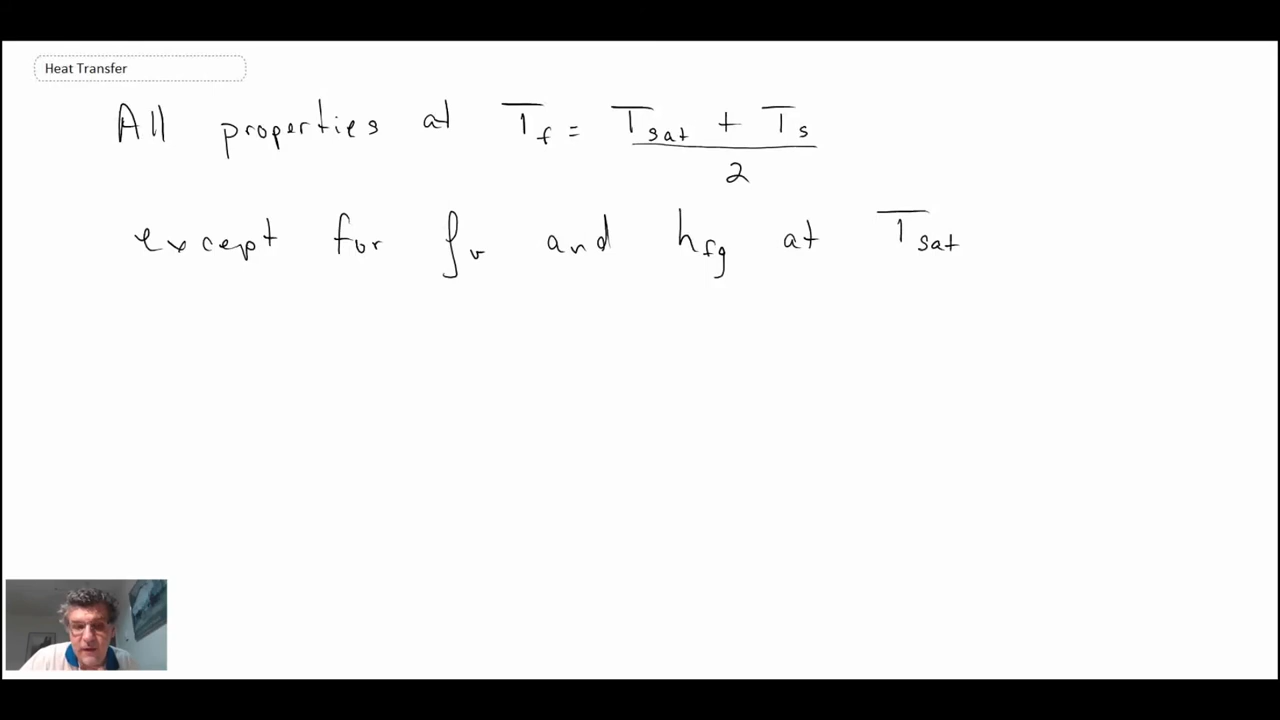 Heat Transfer
All properties at T_f = (T_sat + T_s) / 2
except for ρ_v and h_fg at T_sat